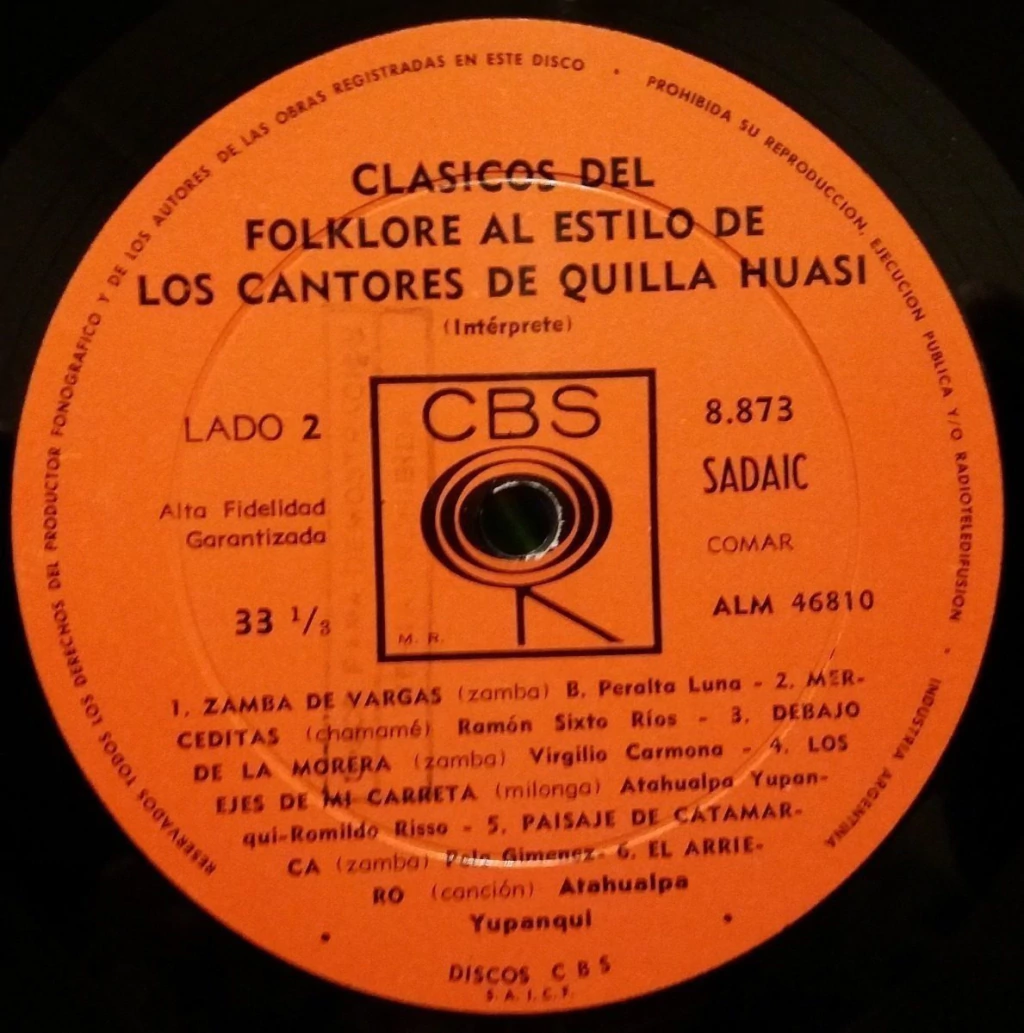 RESERVADOS TODOS LOS DERECHOS DEL PRODUCTOR FONOGRAFICO Y DE LOS AUTORES DE LAS OBRAS REGISTRADAS EN ESTE DISCO • PROHIBIDA SU REPRODUCCION, EJECUCION PUBLICA Y/O RADIOTELEDIFUSION • INDUSTRIA ARGENTINA
CLASICOS DEL
FOLKLORE AL ESTILO DE
LOS CANTORES DE QUILLA HUASI
(Intérprete)
CBS
LADO 2
8.873
SADAIC
Alta Fidelidad
Garantizada
COMAR
33 1/3
ALM 46810
M. R.
1. ZAMBA DE VARGAS (zamba) B. Peralta Luna - 2. MER-
CEDITAS (chamamé) Ramón Sixto Ríos - 3. DEBAJO
DE LA MORERA (zamba) Virgilio Carmona - 4. LOS
EJES DE MI CARRETA (milonga) Atahualpa Yupan-
qui-Romildo Risso - 5. PAISAJE DE CATAMAR-
CA (zamba) Polo Gimenez- 6. EL ARRIE-
RO (canción) Atahualpa
Yupanqui
DISCOS CBS
S. A. I. C. F.